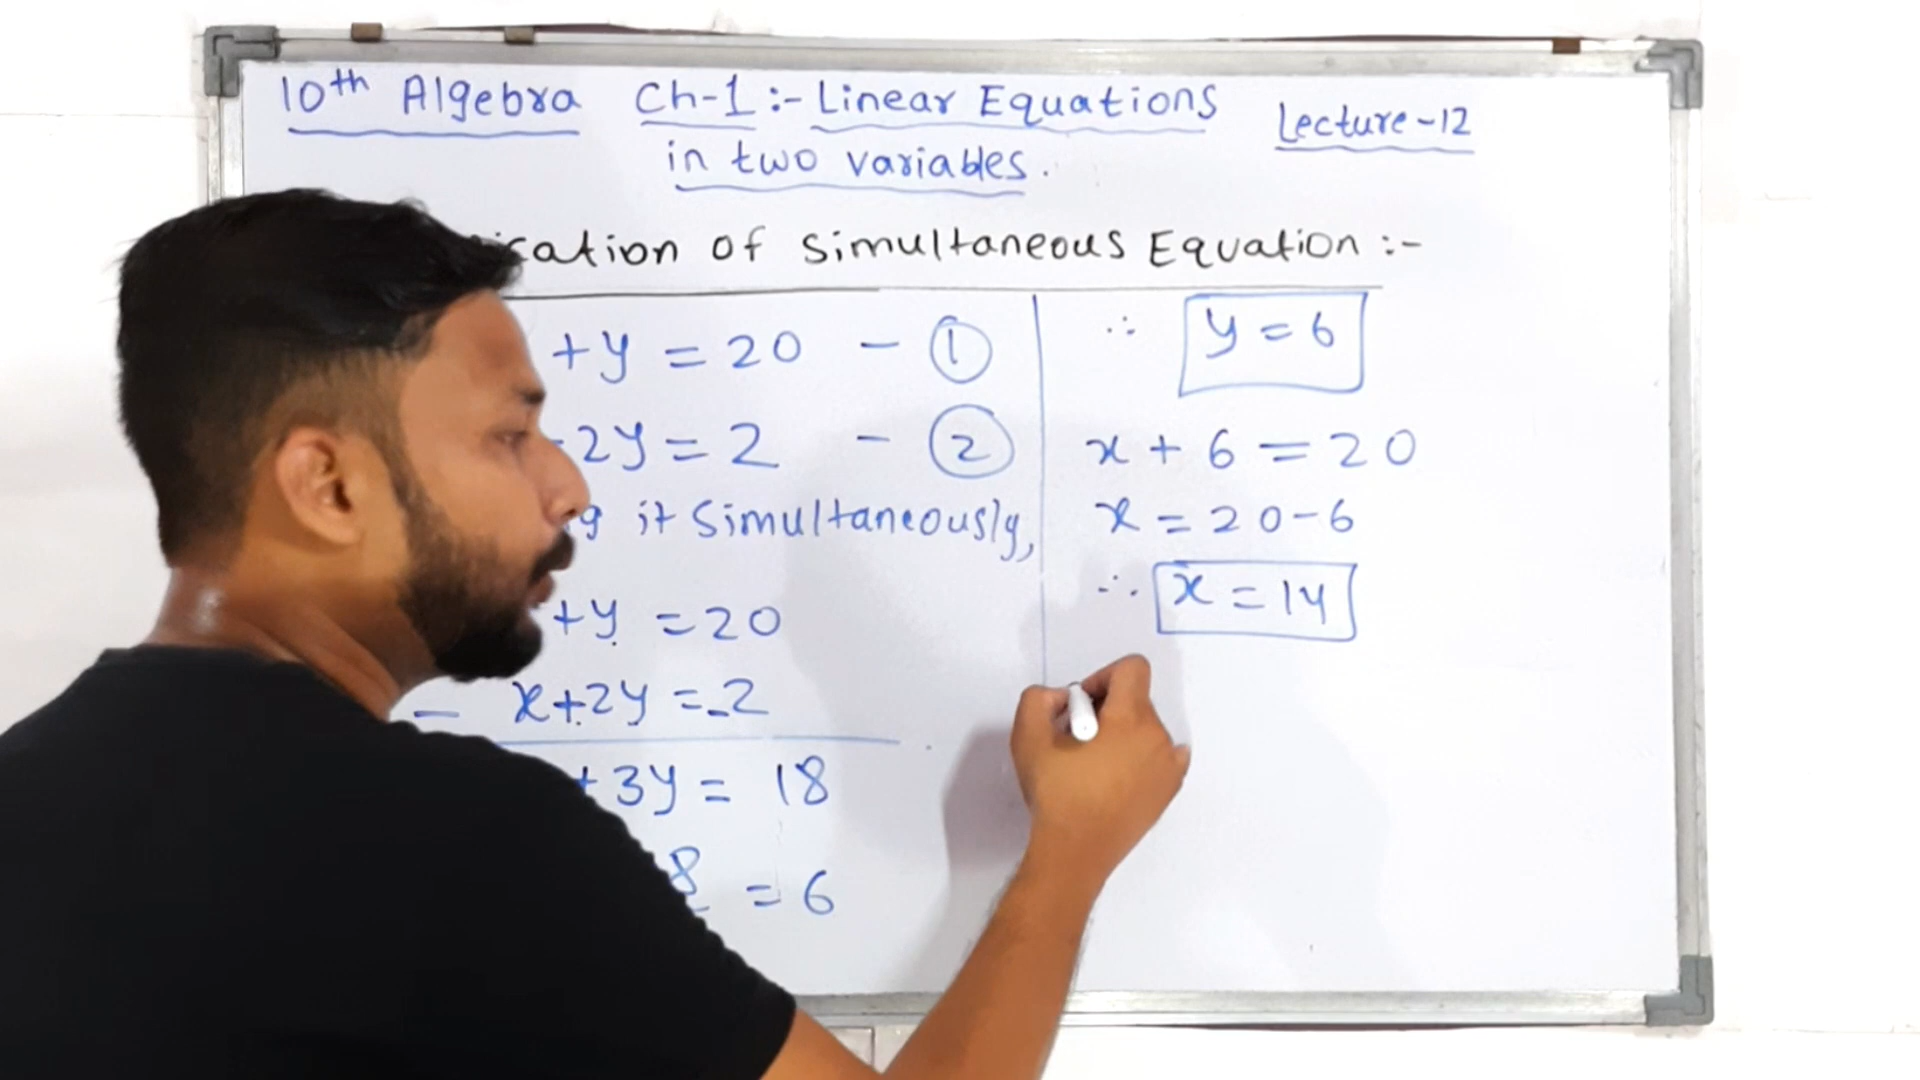 10th Algebra Ch-1 :- Linear Equations
in two variables.
Lecture-12
of Simultaneous Equation :-
+y = 20 - 1
2y = 2 - 2
it Simultaneously,
+y = 20
- x+2y = -2
+3y = 18
8 = 6
∴ y = 6
x + 6 = 20
x = 20-6
∴ x = 14